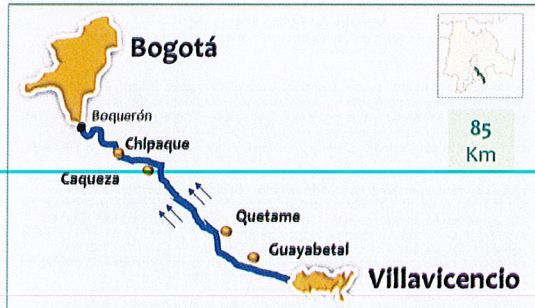 Bogotá
Boquerón
Chipaque
Caqueza
Quetame
Guayabetal
Villavicencio
85
Km